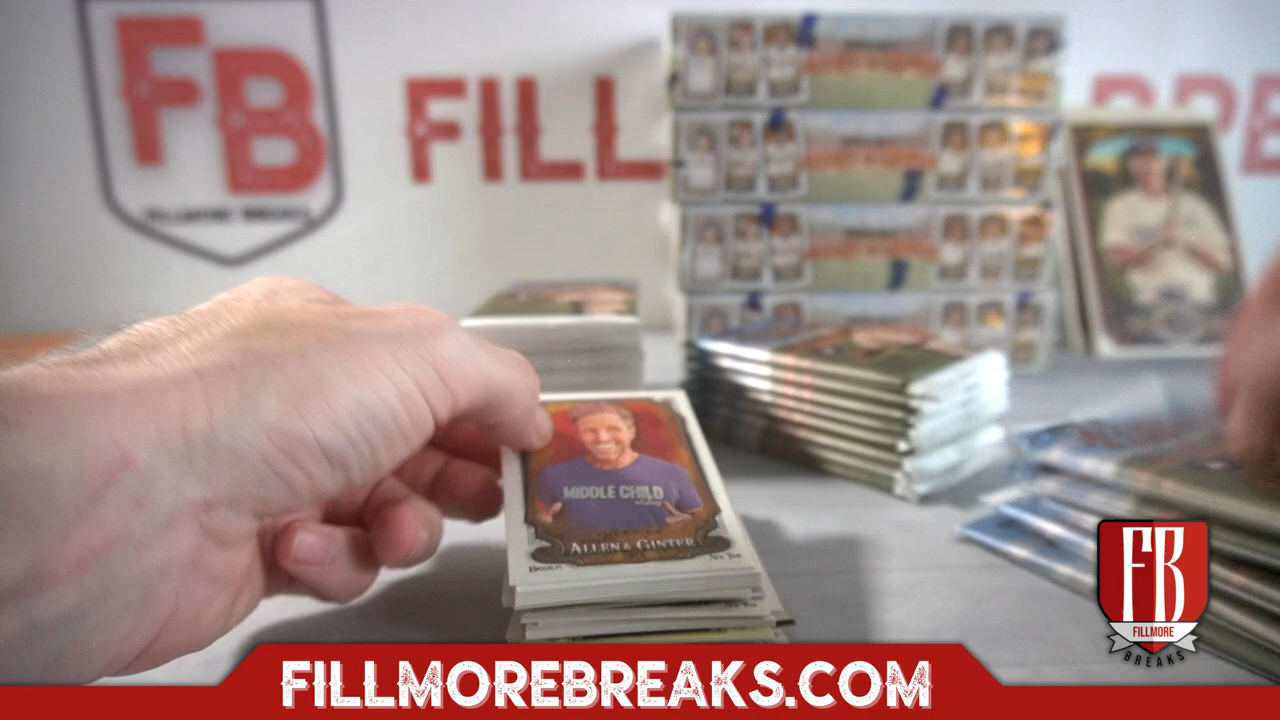 FB
FILLMORE BREAKS
FILL
MIDDLE CHILD
ALLEN & GINTER
FB
FILLMORE
BREAKS
FILLMOREBREAKS.COM